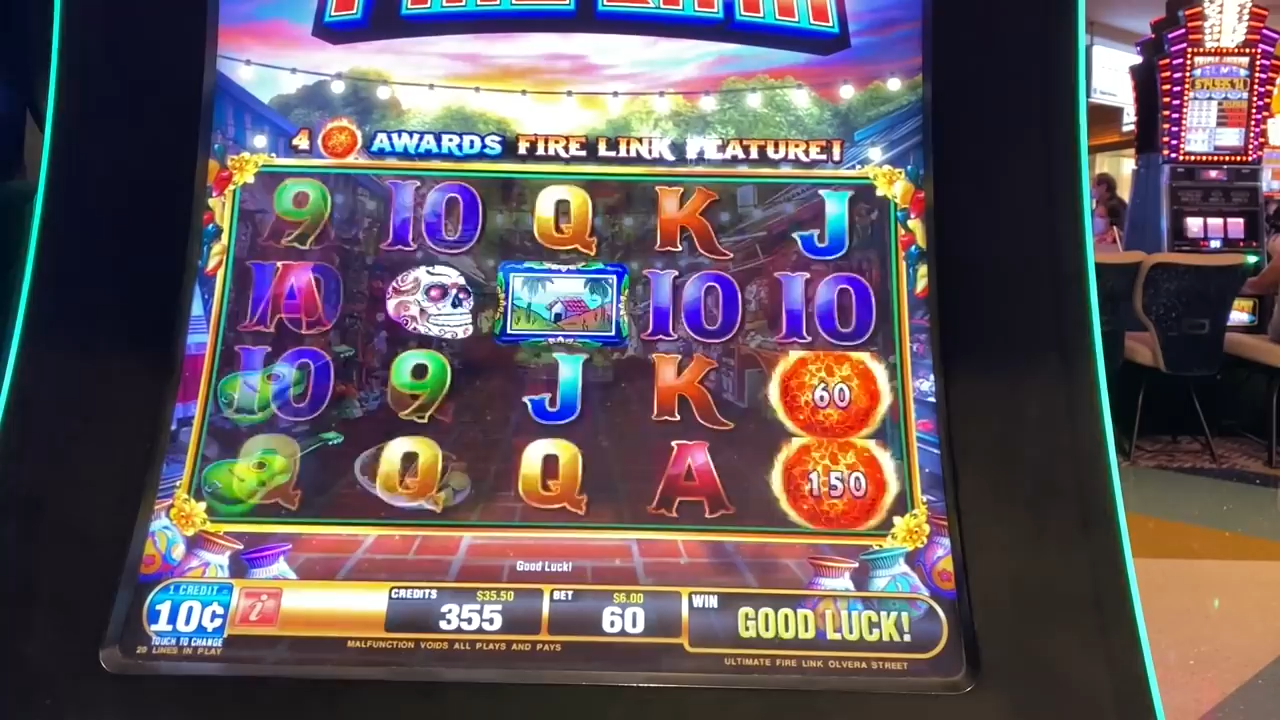 4 AWARDS FIRE LINK FEATURE!
9 10 Q K J
A 10 10
10 9 J K 60
Q Q Q A 150
Good Luck!
1 CREDIT =
10¢
TOUCH TO CHANGE
20 LINES IN PLAY
i
CREDITS $35.50
355
BET $6.00
60
WIN
GOOD LUCK!
MALFUNCTION VOIDS ALL PLAYS AND PAYS
ULTIMATE FIRE LINK OLVERA STREET